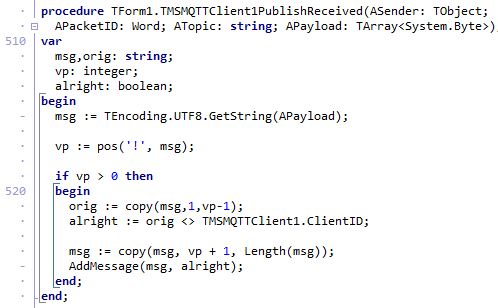 procedure TForm1.TMSMQTTClient1PublishReceived(ASender: TObject;
APacketID: Word; ATopic: string; APayload: TArray<System.Byte>)
510 var
msg,orig: string;
vp: integer;
alright: boolean;
begin
msg := TEncoding.UTF8.GetString(APayload);
vp := pos('!', msg);
if vp > 0 then
520 begin
orig := copy(msg,1,vp-1);
alright := orig <> TMSMQTTClient1.ClientID;
msg := copy(msg, vp + 1, Length(msg));
AddMessage(msg, alright);
end;
end;